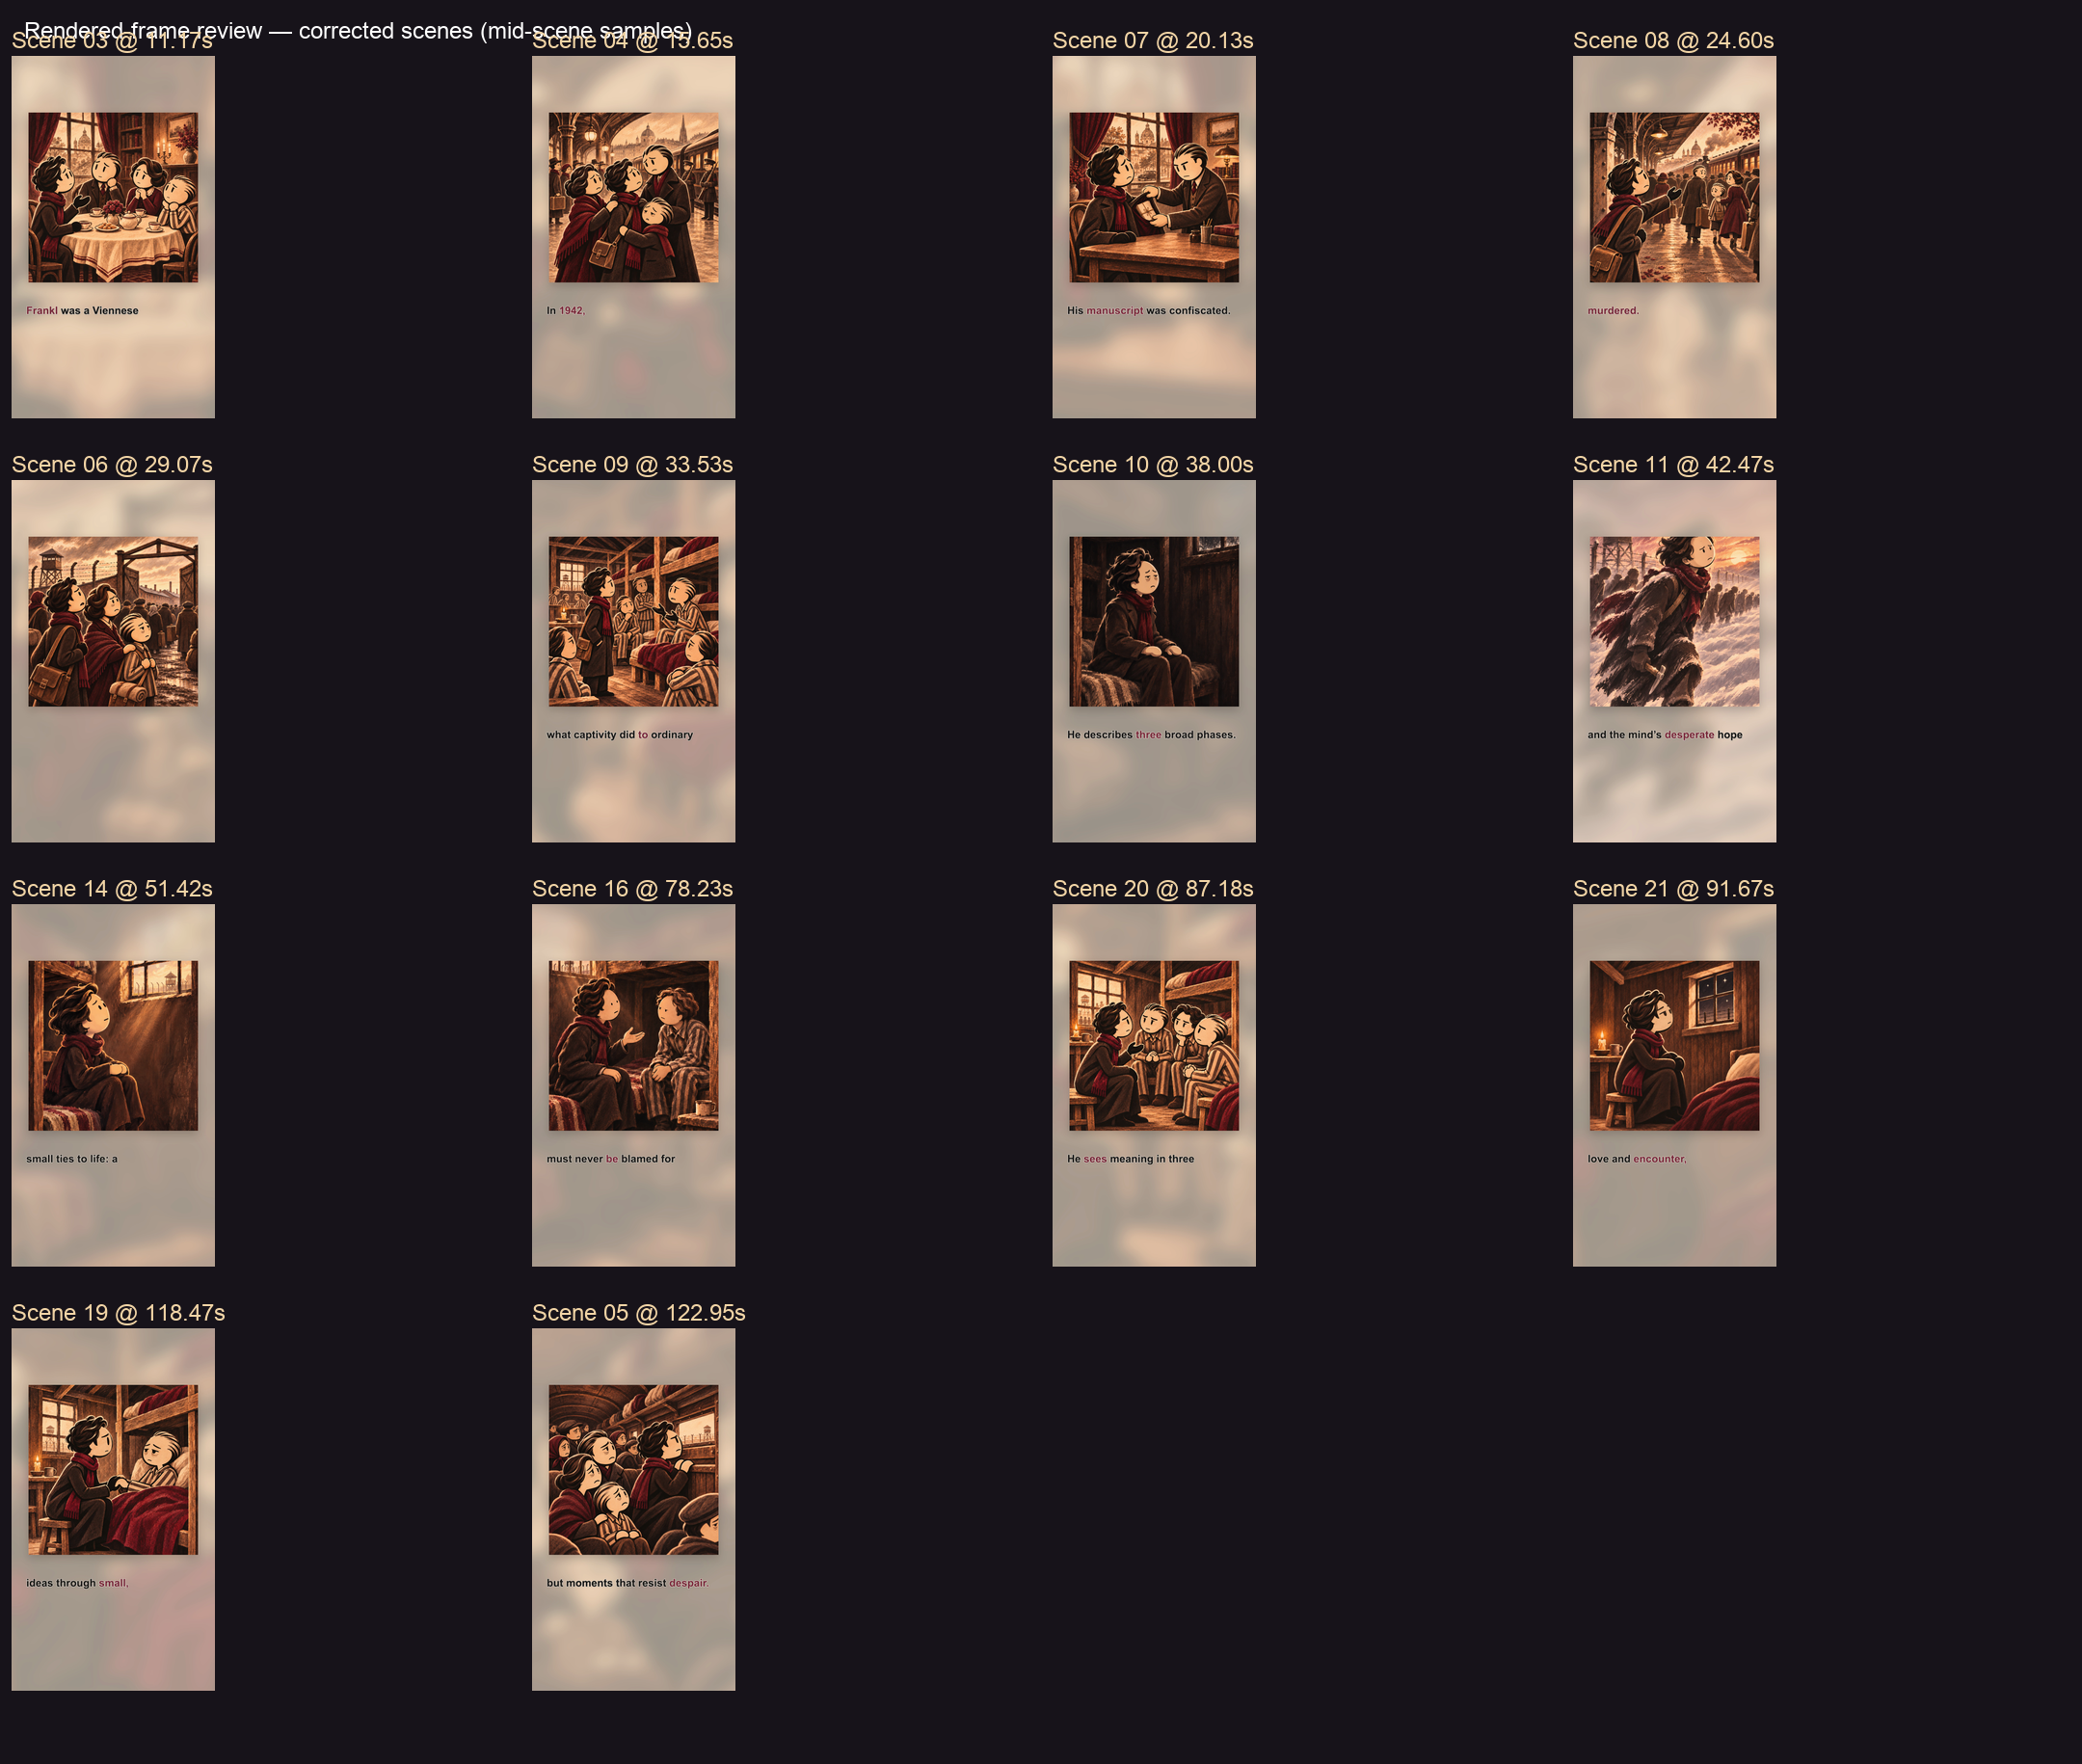 Rendered frame review — corrected scenes (mid-scene samples)
Scene 03 @ 11.17s
Scene 04 @ 15.65s
Scene 07 @ 20.13s
Scene 08 @ 24.60s
Frankl was a Viennese
In 1942,
His manuscript was confiscated.
murdered.
Scene 06 @ 29.07s
Scene 09 @ 33.53s
Scene 10 @ 38.00s
Scene 11 @ 42.47s
what captivity did to ordinary
He describes three broad phases.
and the mind's desperate hope
Scene 14 @ 51.42s
Scene 16 @ 78.23s
Scene 20 @ 87.18s
Scene 21 @ 91.67s
small ties to life: a
must never be blamed for
He sees meaning in three
love and encounter,
Scene 19 @ 118.47s
Scene 05 @ 122.95s
ideas through small,
but moments that resist despair.